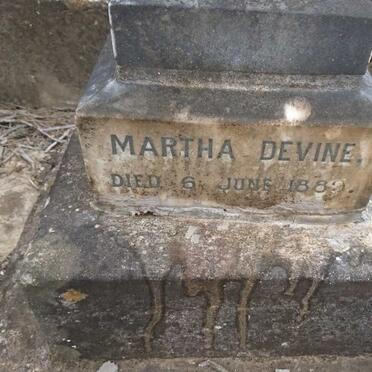 MARTHA DEVINE.
DIED 6 JUNE 1889.